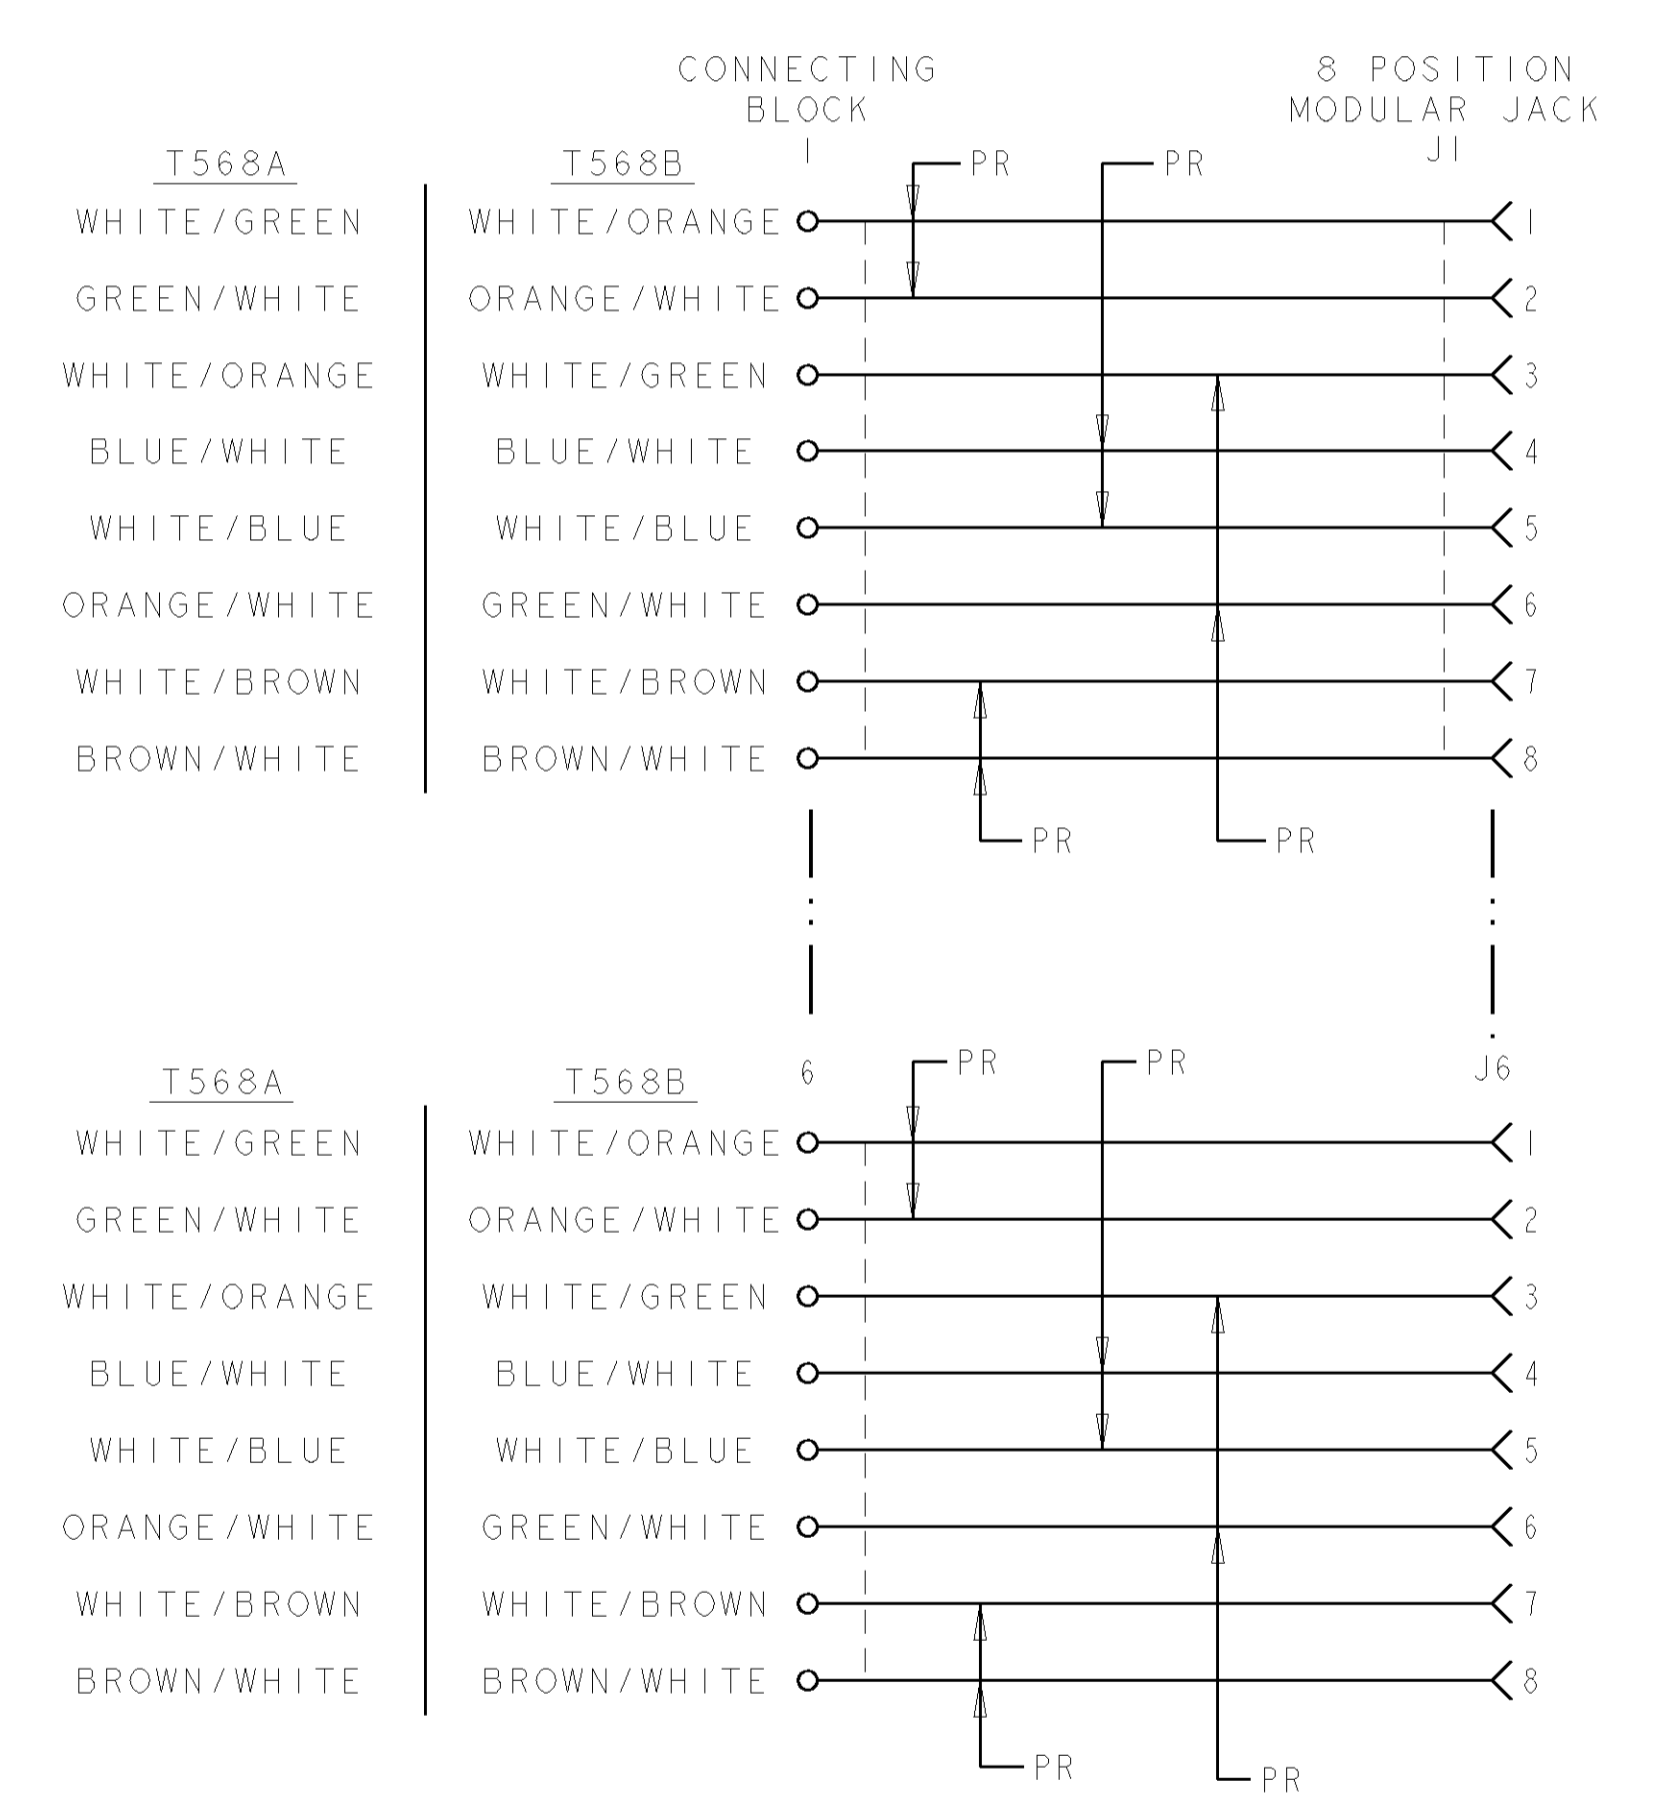 CONNECTING 8 POSITION
BLOCK MODULAR JACK
1 J1
T568A T568B PR PR
WHITE/GREEN WHITE/ORANGE 1
GREEN/WHITE ORANGE/WHITE 2
WHITE/ORANGE WHITE/GREEN 3
BLUE/WHITE BLUE/WHITE 4
WHITE/BLUE WHITE/BLUE 5
ORANGE/WHITE GREEN/WHITE 6
WHITE/BROWN WHITE/BROWN 7
BROWN/WHITE BROWN/WHITE 8
PR PR
PR PR
T568A T568B 6 J6
WHITE/GREEN WHITE/ORANGE 1
GREEN/WHITE ORANGE/WHITE 2
WHITE/ORANGE WHITE/GREEN 3
BLUE/WHITE BLUE/WHITE 4
WHITE/BLUE WHITE/BLUE 5
ORANGE/WHITE GREEN/WHITE 6
WHITE/BROWN WHITE/BROWN 7
BROWN/WHITE BROWN/WHITE 8
PR PR